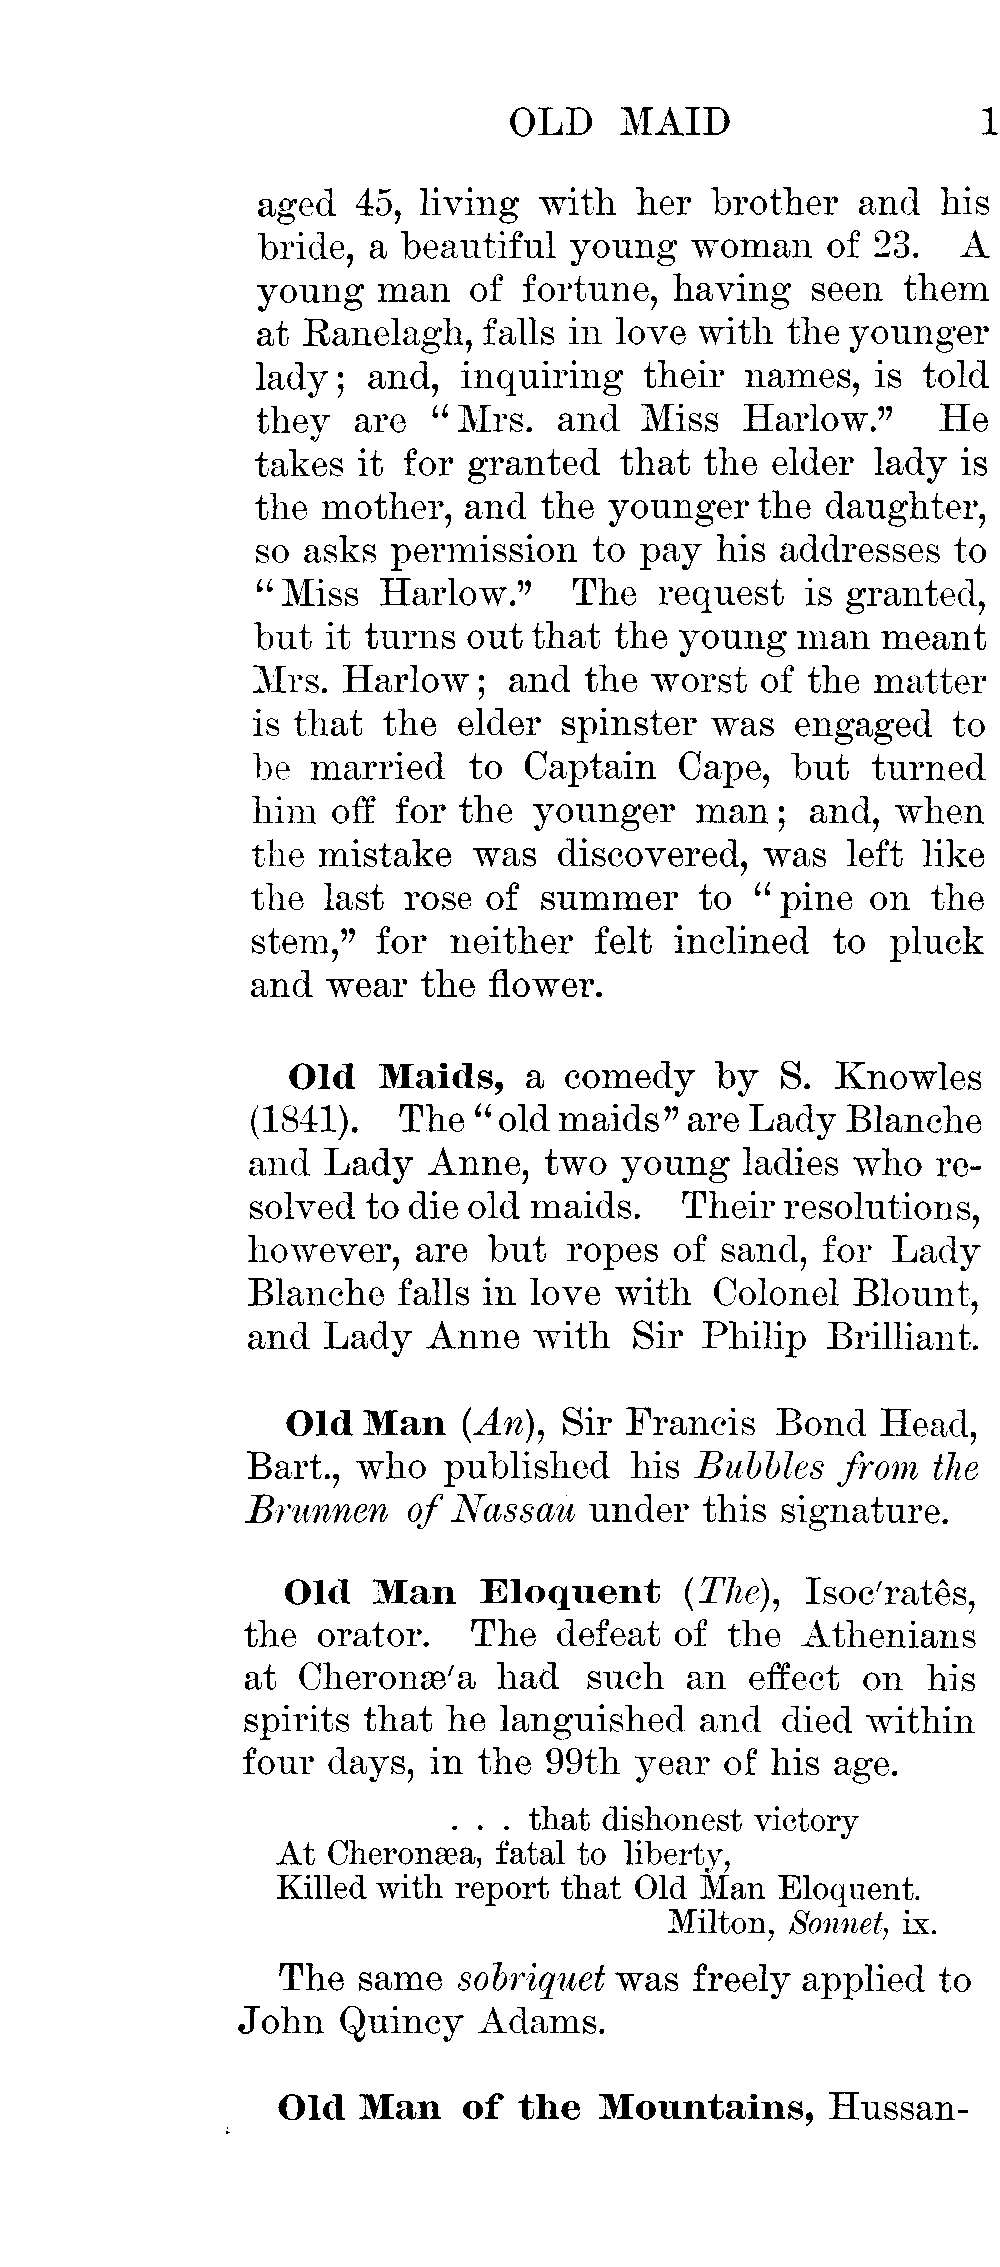 OLD MAID 1
aged 45, living with her brother and his
bride, a beautiful young woman of 23. A
young man of fortune, having seen them
at Ranelagh, falls in love with the younger
lady; and, inquiring their names, is told
they are “Mrs. and Miss Harlow.” He
takes it for granted that the elder lady is
the mother, and the younger the daughter,
so asks permission to pay his addresses to
“Miss Harlow.” The request is granted,
but it turns out that the young man meant
Mrs. Harlow; and the worst of the matter
is that the elder spinster was engaged to
be married to Captain Cape, but turned
him off for the younger man; and, when
the mistake was discovered, was left like
the last rose of summer to “pine on the
stem,” for neither felt inclined to pluck
and wear the flower.
Old Maids, a comedy by S. Knowles
(1841). The “old maids” are Lady Blanche
and Lady Anne, two young ladies who re-
solved to die old maids. Their resolutions,
however, are but ropes of sand, for Lady
Blanche falls in love with Colonel Blount,
and Lady Anne with Sir Philip Brilliant.
Old Man (An), Sir Francis Bond Head,
Bart., who published his Bubbles from the
Brunnen of Nassau under this signature.
Old Man Eloquent (The), Isoc′ratês,
the orator. The defeat of the Athenians
at Cheronæ′a had such an effect on his
spirits that he languished and died within
four days, in the 99th year of his age.
. . . that dishonest victory
At Cheronæa, fatal to liberty,
Killed with report that Old Man Eloquent.
Milton, Sonnet, ix.
The same sobriquet was freely applied to
John Quincy Adams.
Old Man of the Mountains, Hussan-